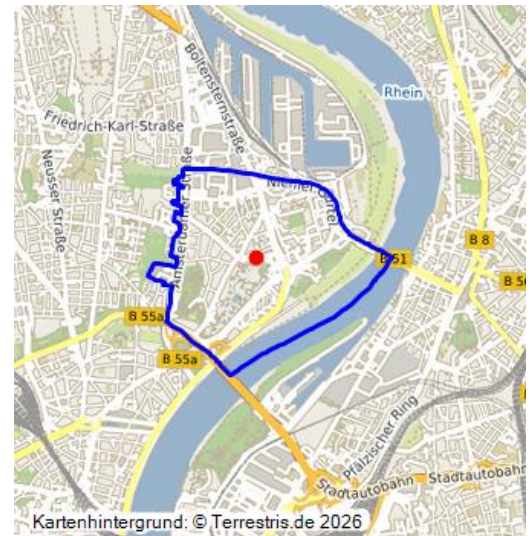 Boltensternstraße
Rhein
Friedrich-Karl-Straße
Neusser Straße
Amsterdamer Straße
Niehler Gürtel
B 8
B 51
B 55a
B 55a
Pfälzischer Ring
Stadtautobahn
Stadtautobahn
Kartenhintergrund: © Terrestris.de 2026